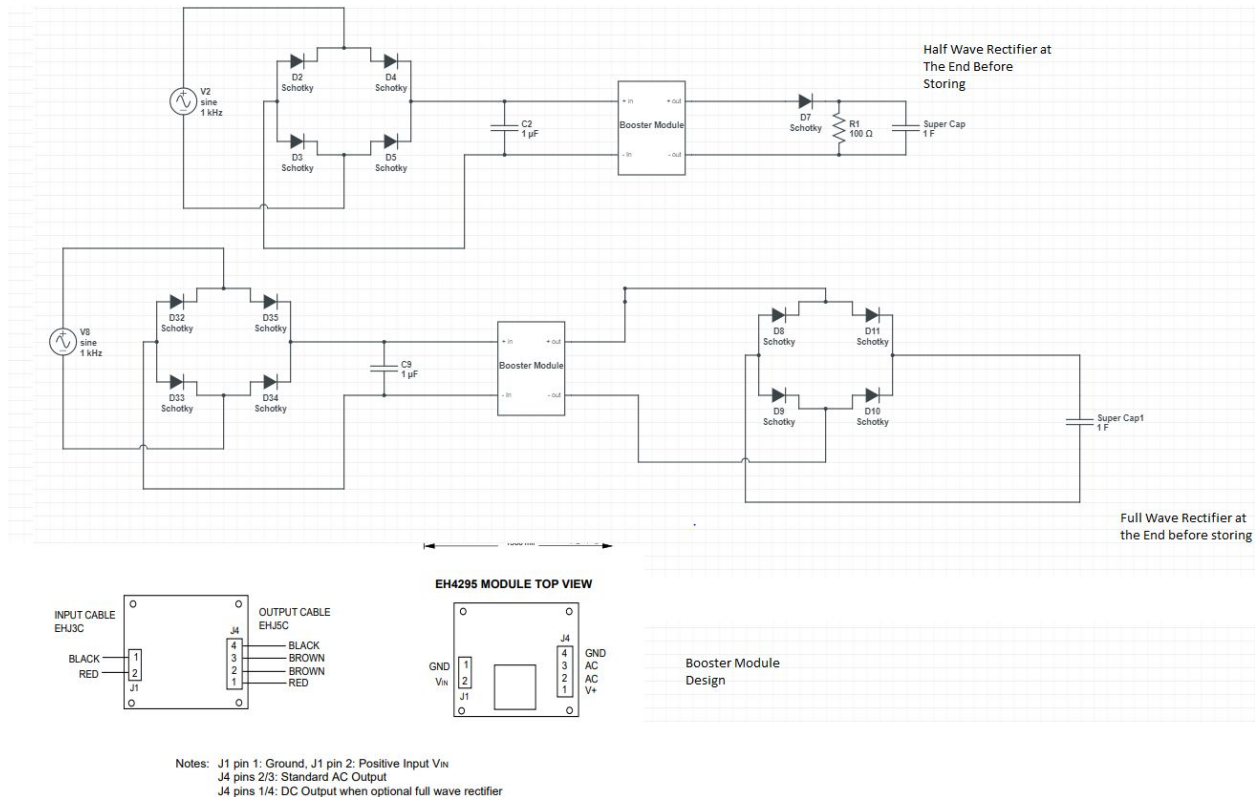 Half Wave Rectifier at
The End Before
Storing
V2
sine
1 kHz
D2
Schotky
D4
Schotky
D3
Schotky
D5
Schotky
C2
1 µF
+ in
+ out
Booster Module
- in
- out
D7
Schotky
R1
100 Ω
Super Cap
1 F
V8
sine
1 kHz
D32
Schotky
D35
Schotky
D33
Schotky
D34
Schotky
C9
1 µF
+ in
+ out
Booster Module
- in
- out
D8
Schotky
D11
Schotky
D9
Schotky
D10
Schotky
Super Cap1
1 F
Full Wave Rectifier at
the End before storing
INPUT CABLE
EHJ3C
OUTPUT CABLE
EHJ5C
J4
BLACK
RED
1
2
J1
4
3
2
1
BLACK
BROWN
BROWN
RED
EH4295 MODULE TOP VIEW
GND
VIN
1
2
J1
J4
4
3
2
1
GND
AC
AC
V+
Booster Module
Design
Notes: J1 pin 1: Ground, J1 pin 2: Positive Input VIN
J4 pins 2/3: Standard AC Output
J4 pins 1/4: DC Output when optional full wave rectifier